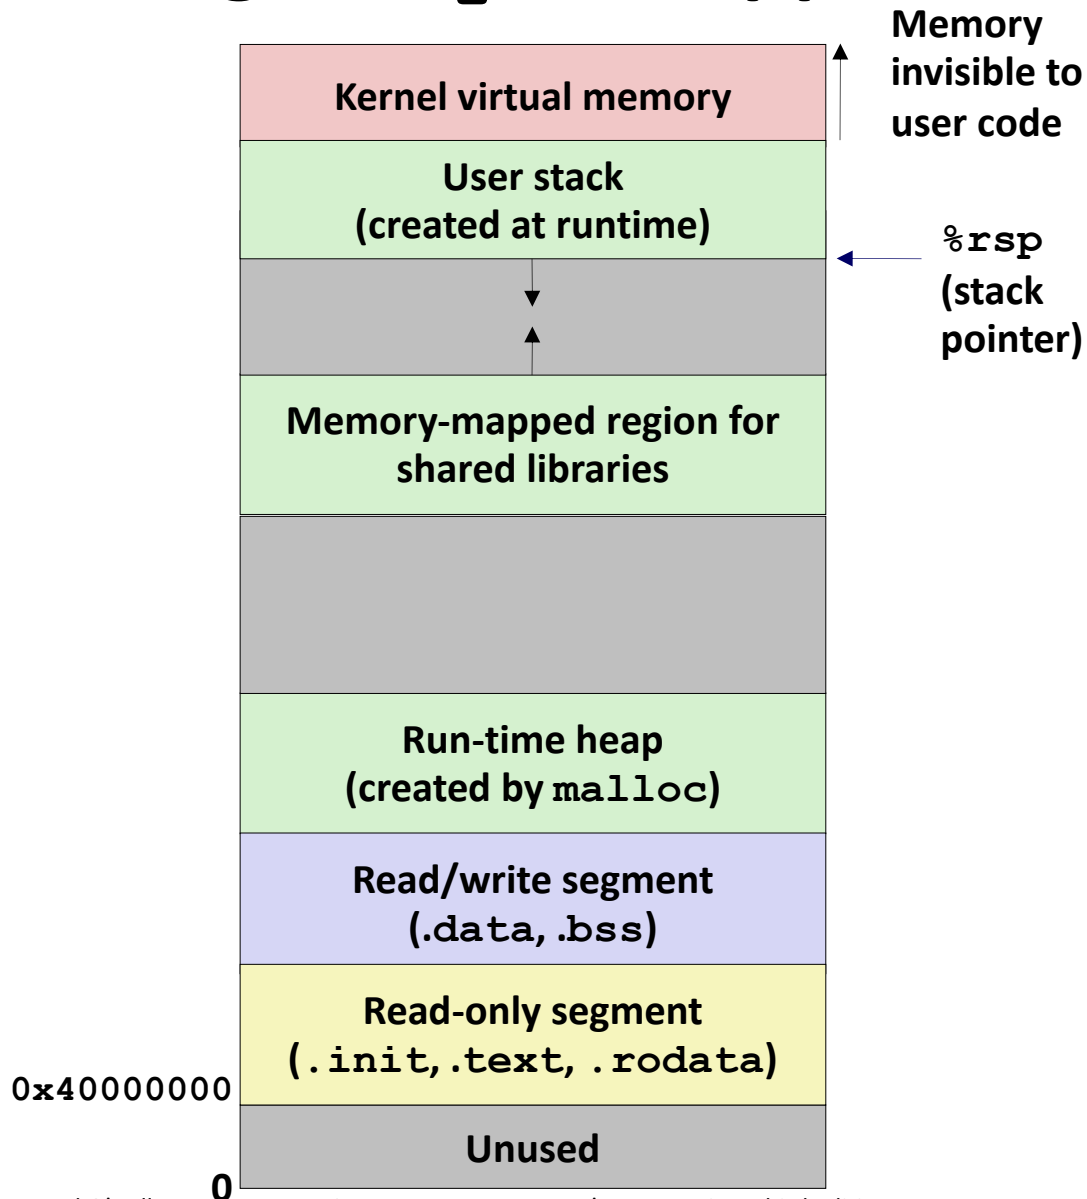 Memory
invisible to
user code
Kernel virtual memory
User stack
(created at runtime)
%rsp
(stack
pointer)
Memory-mapped region for
shared libraries
Run-time heap
(created by malloc)
Read/write segment
(.data, .bss)
Read-only segment
(.init, .text, .rodata)
0x40000000
Unused
0